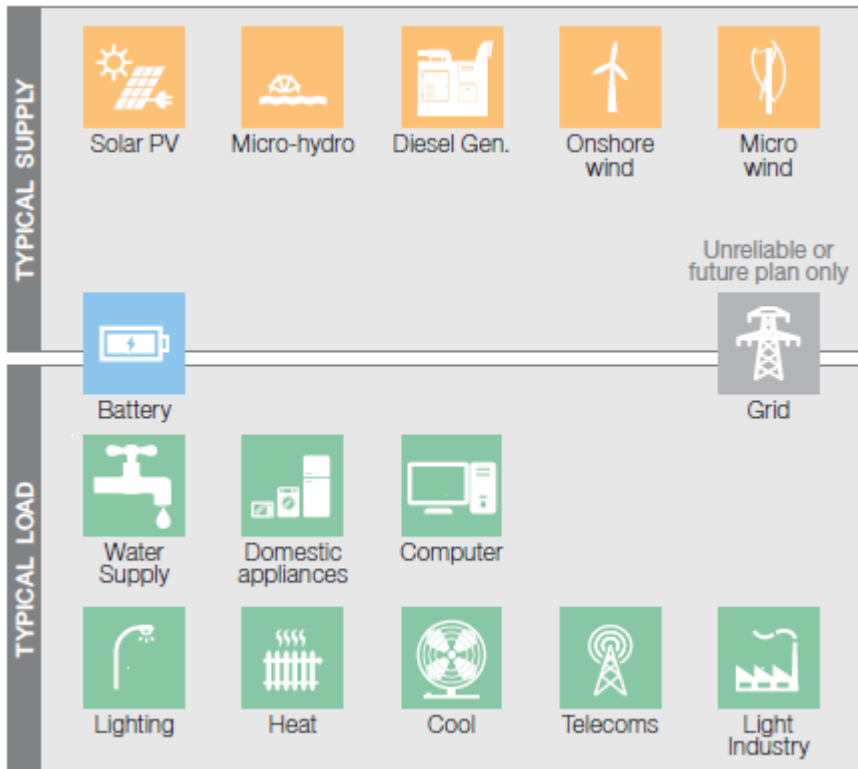 TYPICAL SUPPLY
Solar PV
Micro-hydro
Diesel Gen.
Onshore
wind
Micro
wind
Unreliable or
future plan only
Battery
Grid
TYPICAL LOAD
Water
Supply
Domestic
appliances
Computer
Lighting
Heat
Cool
Telecoms
Light
Industry